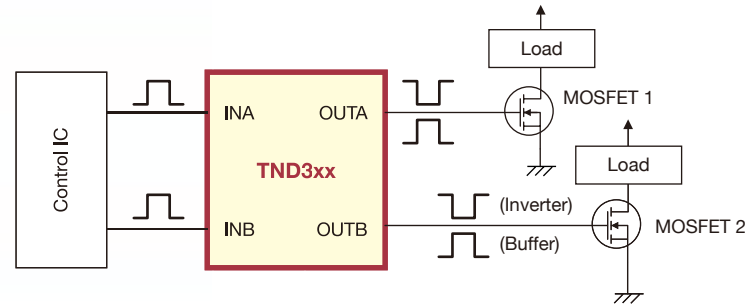 Control IC
INA
OUTA
TND3xx
INB
OUTB
Load
MOSFET 1
Load
(Inverter)
(Buffer)
MOSFET 2